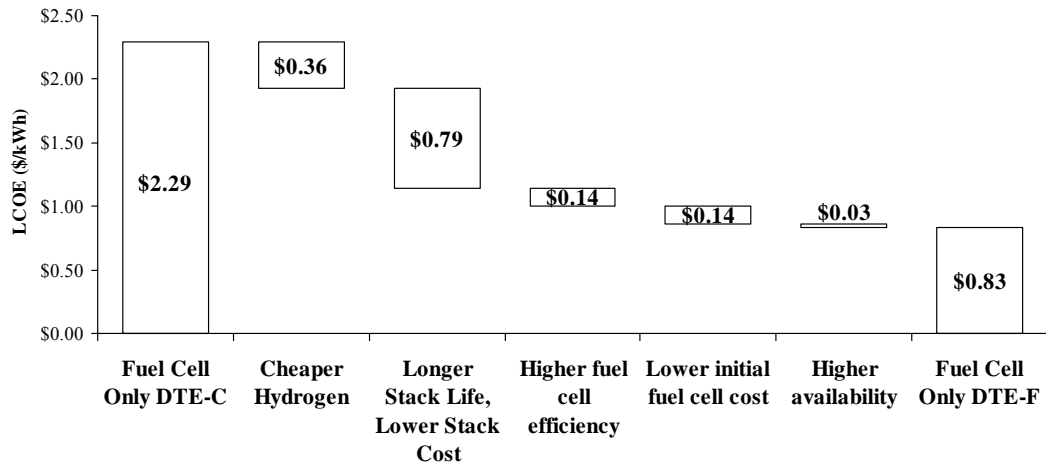 $2.50
$2.00
$1.50
$1.00
$0.50
$0.00
LCOE ($/kWh)
$2.29
$0.36
$0.79
$0.14
$0.14
$0.03
$0.83
Fuel Cell
Only DTE-C
Cheaper
Hydrogen
Longer
Stack Life,
Lower Stack
Cost
Higher fuel
cell
efficiency
Lower initial
fuel cell cost
Higher
availability
Fuel Cell
Only DTE-F